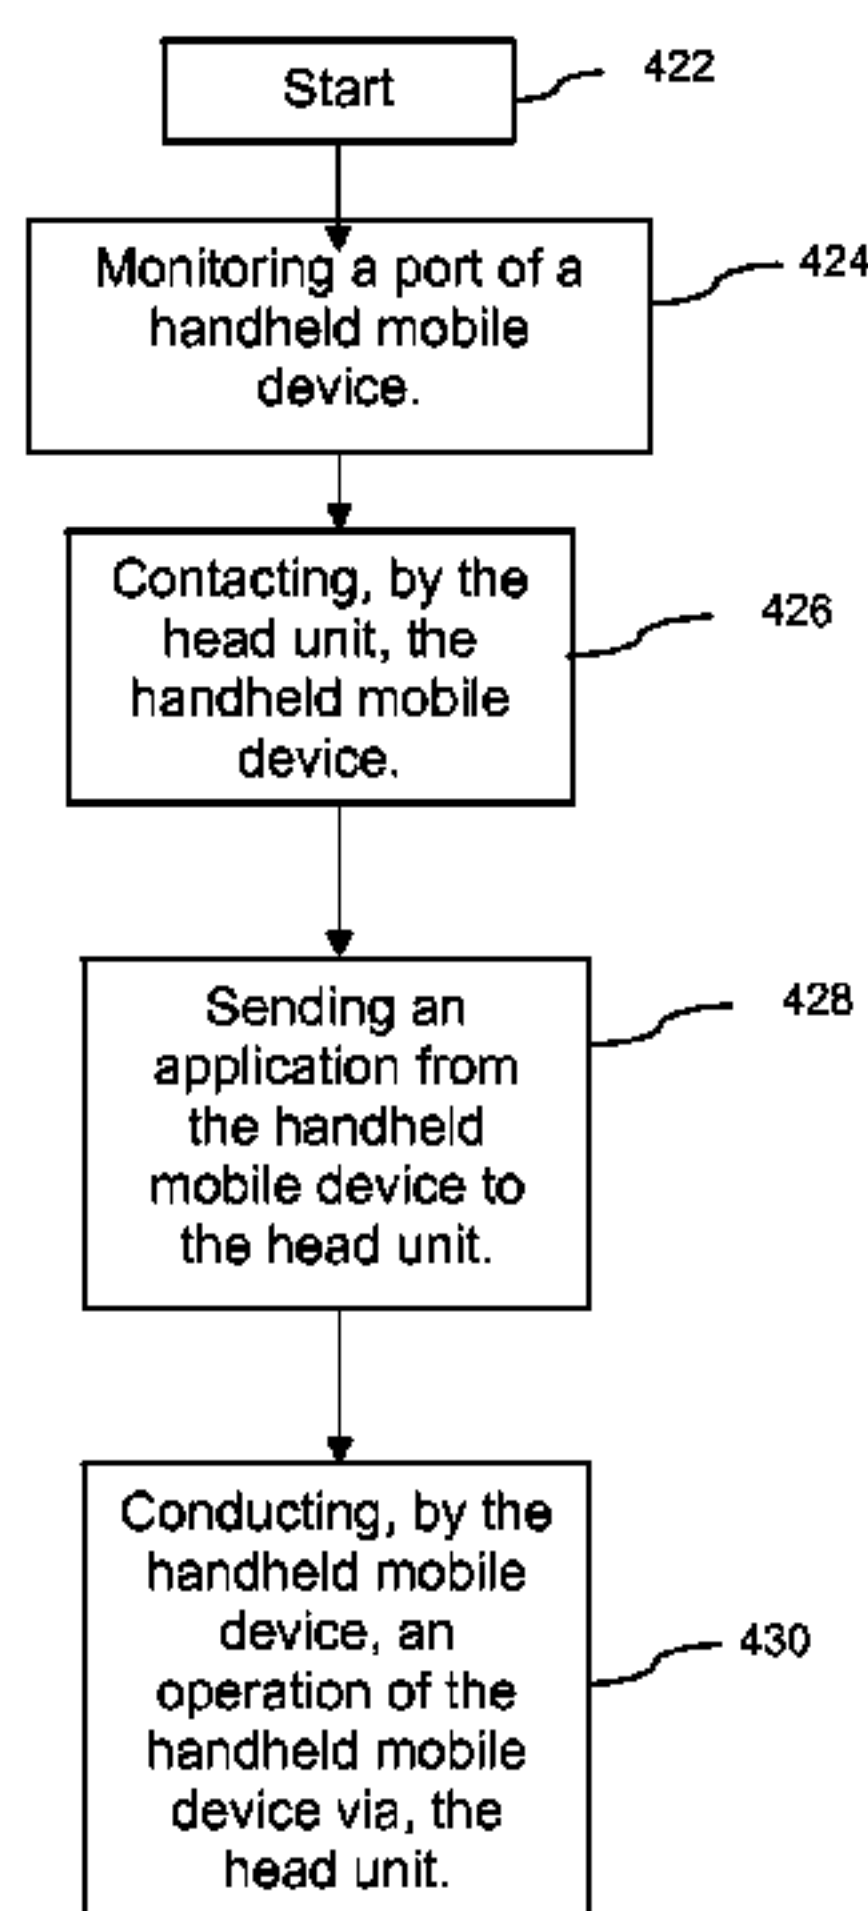 Start
422
Monitoring a port of a
handheld mobile
device.
424
Contacting, by the
head unit, the
handheld mobile
device.
426
Sending an
application from
the handheld
mobile device to
the head unit.
428
Conducting, by the
handheld mobile
device, an
operation of the
handheld mobile
device via, the
head unit.
430